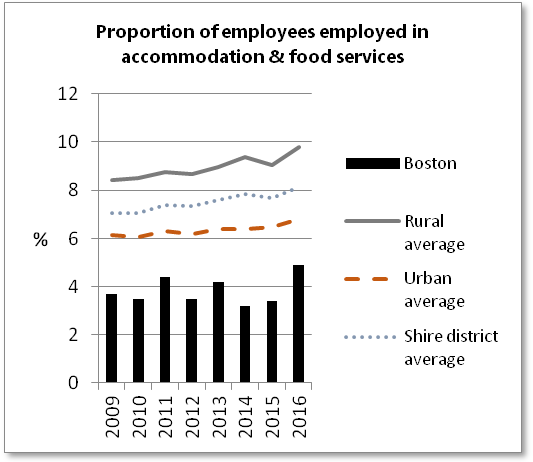 Proportion of employees employed in
accommodation & food services
12
10
8
6
4
2
0
%
2009
2010
2011
2012
2013
2014
2015
2016
Boston
Rural
average
Urban
average
Shire district
average